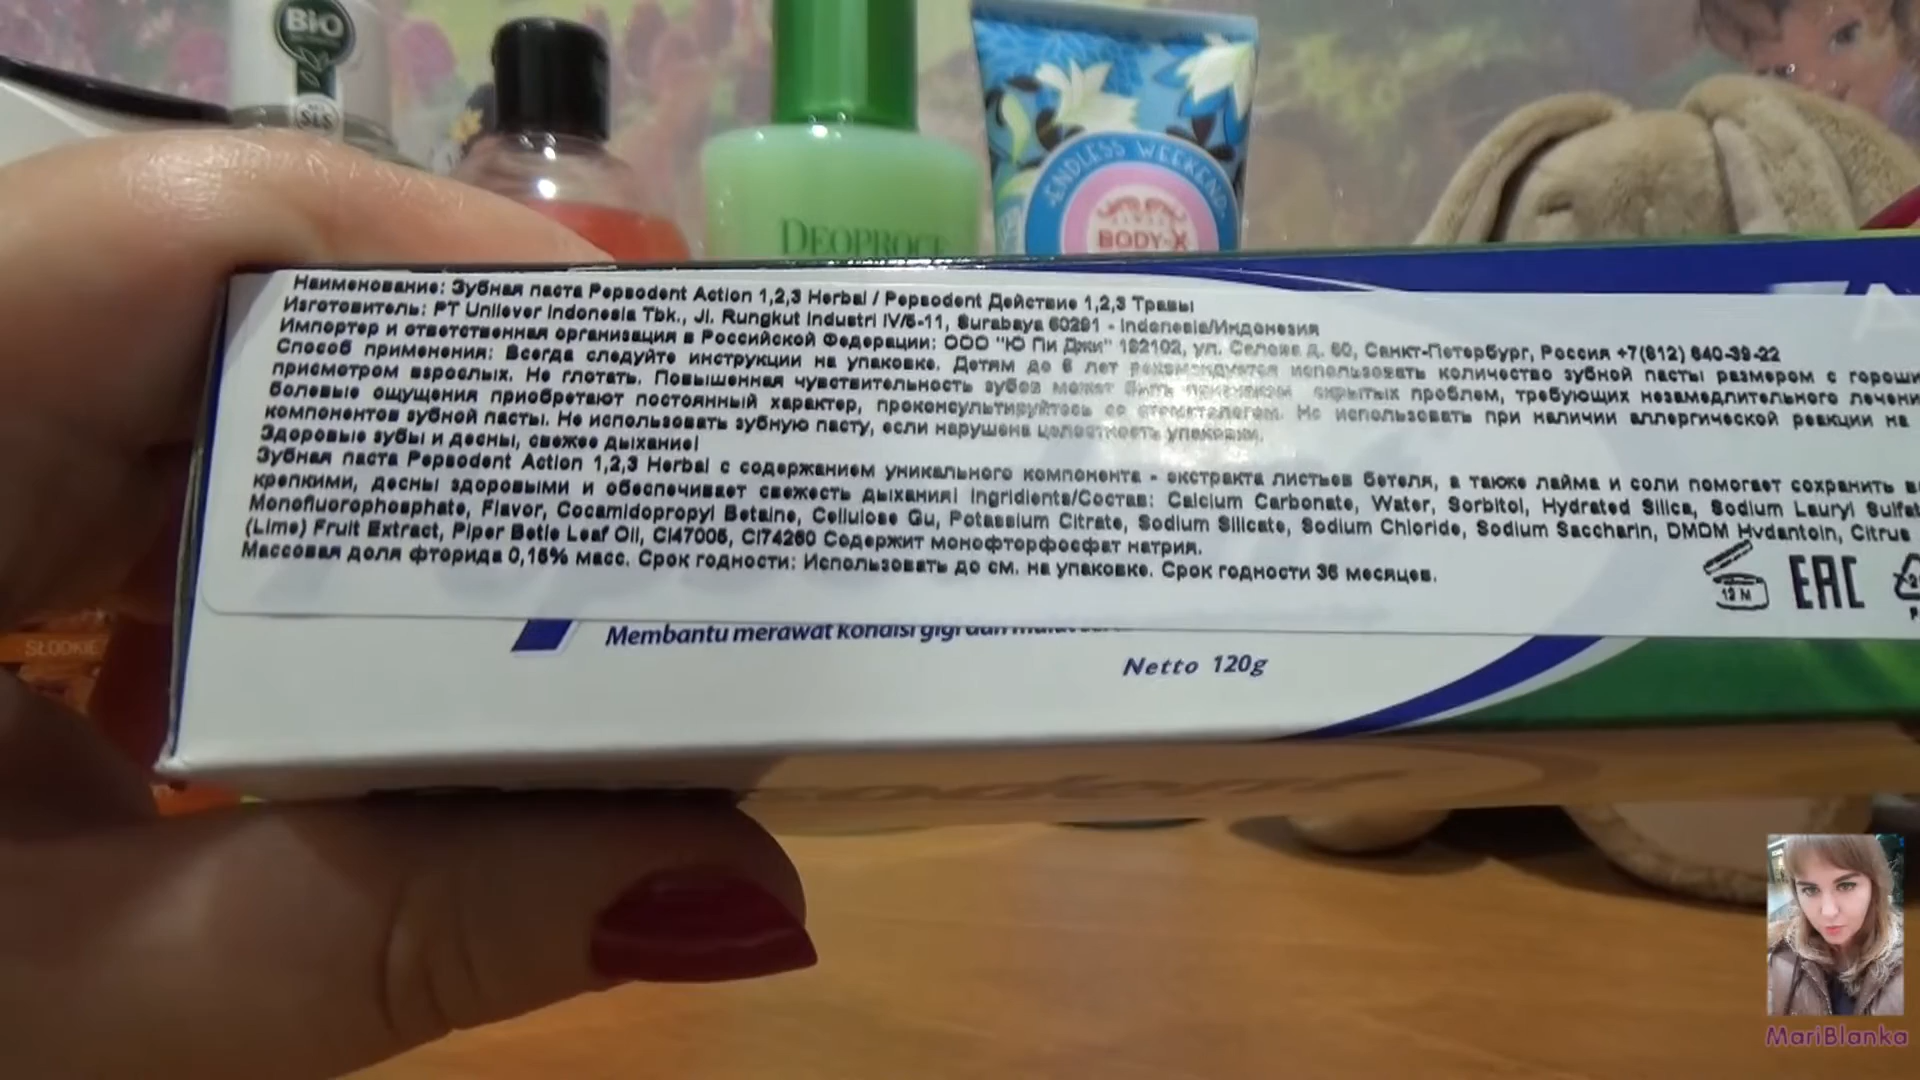 BIO
SLS
DEOPROCE
ENDLESS WEEKEND
BODY-X
Наименование: Зубная паста Pepsodent Action 1,2,3 Herbal / Pepsodent Действие 1,2,3 Травы
Изготовитель: PT Unilever Indonesia Tbk., Jl. Rungkut Industri IV/5-11, Surabaya 60291 - Indonesia/Индонезия
Импортер и ответственная организация в Российской Федерации: ООО "Ю Пи Джи" 192102, ул. д. 60, Санкт-Петербург, Россия +7(812) 640-39-22
Способ применения: Всегда следуйте инструкции на упаковке. Детям до 6 лет рекомендуется использовать количество зубной пасты размером с горошин
присмотром взрослых. Не глотать. Повышенная чувствительность зубов может быть признаком скрытых проблем, требующих незамедлительного лечени
болевые ощущения приобретают постоянный характер, проконсультируйтесь со стоматологом. Не использовать при наличии аллергической реакции на
компонентов зубной пасты. Не использовать зубную пасту, если нарушена целостность упаковки.
Здоровые зубы и десны, свежее дыхание!
Зубная паста Pepsodent Action 1,2,3 Herbal с содержанием уникального компонента - экстракта листьев бетеля, а также лайма и соли помогает сохранить
крепкими, десны здоровыми и обеспечивает свежесть дыхания! Ingridients/Состав: Calcium Carbonate, Water, Sorbitol, Hydrated Silica, Sodium Lauryl Sulfat
Monofluorophosphate, Flavor, Cocamidopropyl Betaine, Cellulose Gu, Potassium Citrate, Sodium Silicate, Sodium Chloride, Sodium Saccharin, DMDM Hydantoin, Citrus
(Lime) Fruit Extract, Piper Betle Leaf Oil, CI47005, CI74260 Содержит монофторфосфат натрия.
Массовая доля фторида 0,15% масс. Срок годности: Использовать до см. на упаковке. Срок годности 36 месяцев.
12 M
EAC
SŁODKIE
Membantu merawat kondisi gigi dan
Netto 120g
MariBlanka